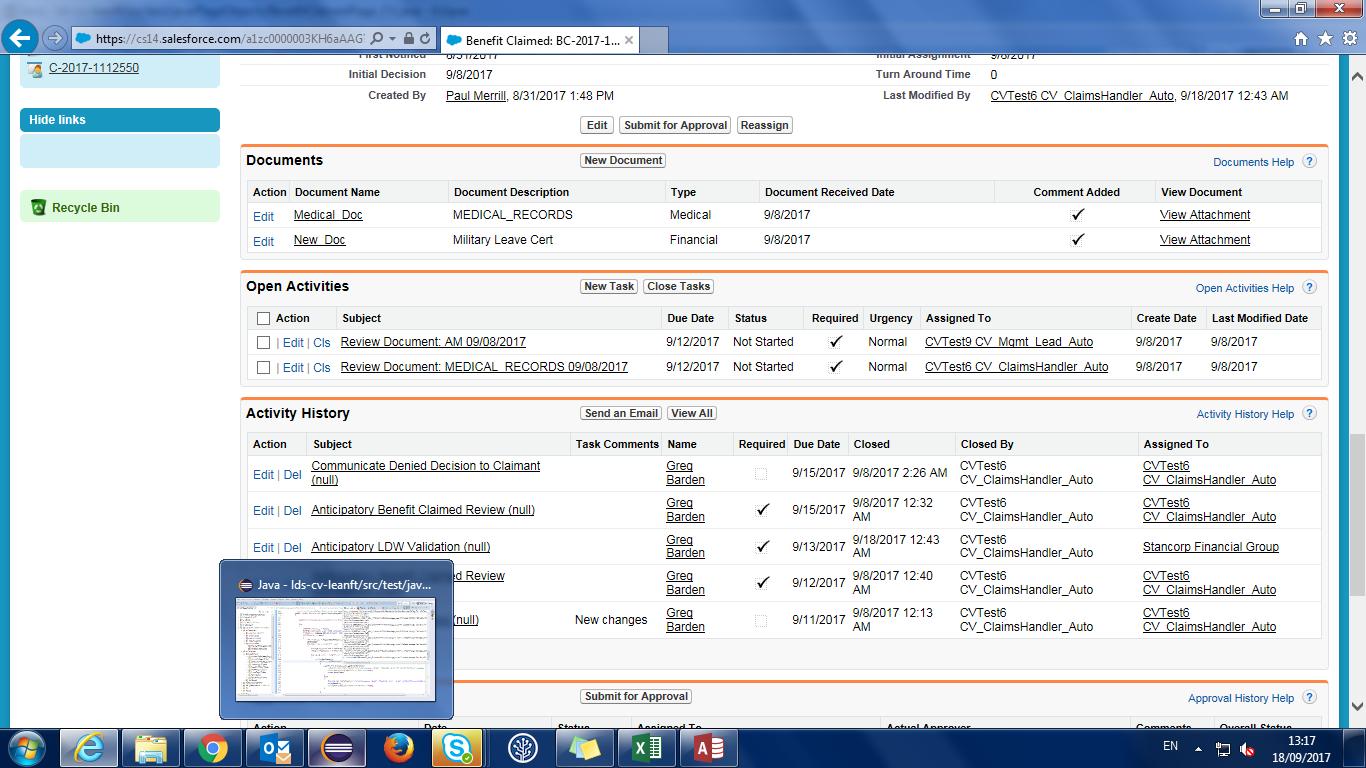 https://cs14.salesforce.com/a1zc0000003KH6aAAG
Benefit Claimed: BC-2017-1...
C-2017-1112550
Hide links
Recycle Bin
Initial Decision 9/8/2017 Turn Around Time 0
Created By Paul Merrill, 8/31/2017 1:48 PM Last Modified By CVTest6 CV_ClaimsHandler_Auto, 9/18/2017 12:43 AM
Edit Submit for Approval Reassign
Documents New Document Documents Help ?
Action Document Name Document Description Type Document Received Date Comment Added View Document
Edit Medical_Doc MEDICAL_RECORDS Medical 9/8/2017 View Attachment
Edit New_Doc Military Leave Cert Financial 9/8/2017 View Attachment
Open Activities New Task Close Tasks Open Activities Help ?
Action Subject Due Date Status Required Urgency Assigned To Create Date Last Modified Date
| Edit | Cls Review Document: AM 09/08/2017 9/12/2017 Not Started Normal CVTest9 CV_Mgmt_Lead_Auto 9/8/2017 9/8/2017
| Edit | Cls Review Document: MEDICAL_RECORDS 09/08/2017 9/12/2017 Not Started Normal CVTest6 CV_ClaimsHandler_Auto 9/8/2017 9/8/2017
Activity History Send an Email View All Activity History Help ?
Action Subject Task Comments Name Required Due Date Closed Closed By Assigned To
Edit | Del Communicate Denied Decision to Claimant (null) Greg Barden 9/15/2017 9/8/2017 2:26 AM CVTest6 CV_ClaimsHandler_Auto CVTest6 CV_ClaimsHandler_Auto
Edit | Del Anticipatory Benefit Claimed Review (null) Greg Barden 9/15/2017 9/8/2017 12:32 AM CVTest6 CV_ClaimsHandler_Auto CVTest6 CV_ClaimsHandler_Auto
Edit | Del Anticipatory LDW Validation (null) Greg Barden 9/13/2017 9/18/2017 12:43 AM CVTest6 CV_ClaimsHandler_Auto Stancorp Financial Group
ed Review Greg Barden 9/12/2017 9/8/2017 12:40 AM CVTest6 CV_ClaimsHandler_Auto CVTest6 CV_ClaimsHandler_Auto
(null) New changes Greg Barden 9/11/2017 9/8/2017 12:13 AM CVTest6 CV_ClaimsHandler_Auto CVTest6 CV_ClaimsHandler_Auto
Java - lds-cv-leanft/src/test/jav...
Submit for Approval Approval History Help ?
Action Date Status Assigned To Actual Approver Comments Overall Status
EN 13:17
18/09/2017